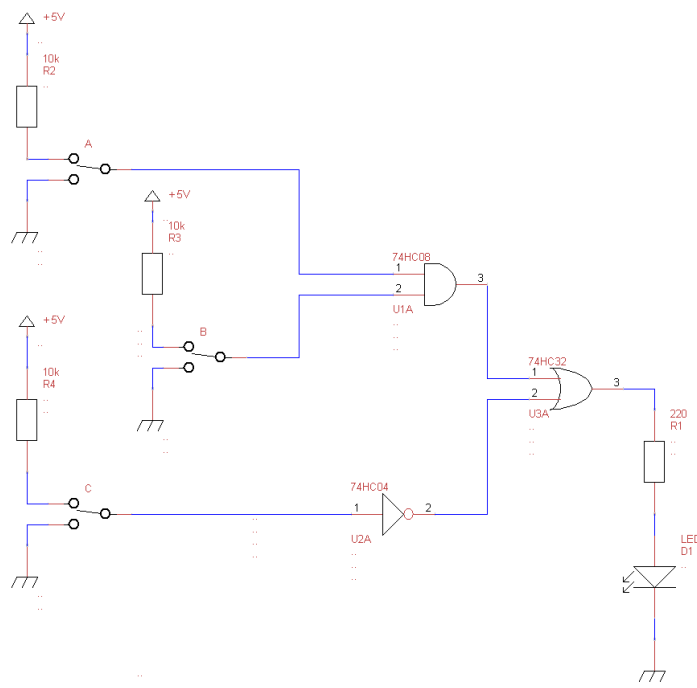 +5V
10k
R2
A
+5V
10k
R3
74HC08
1
2
3
U1A
+5V
B
10k
R4
74HC32
1
2
3
U3A
220
R1
C
74HC04
1
2
U2A
LED
D1